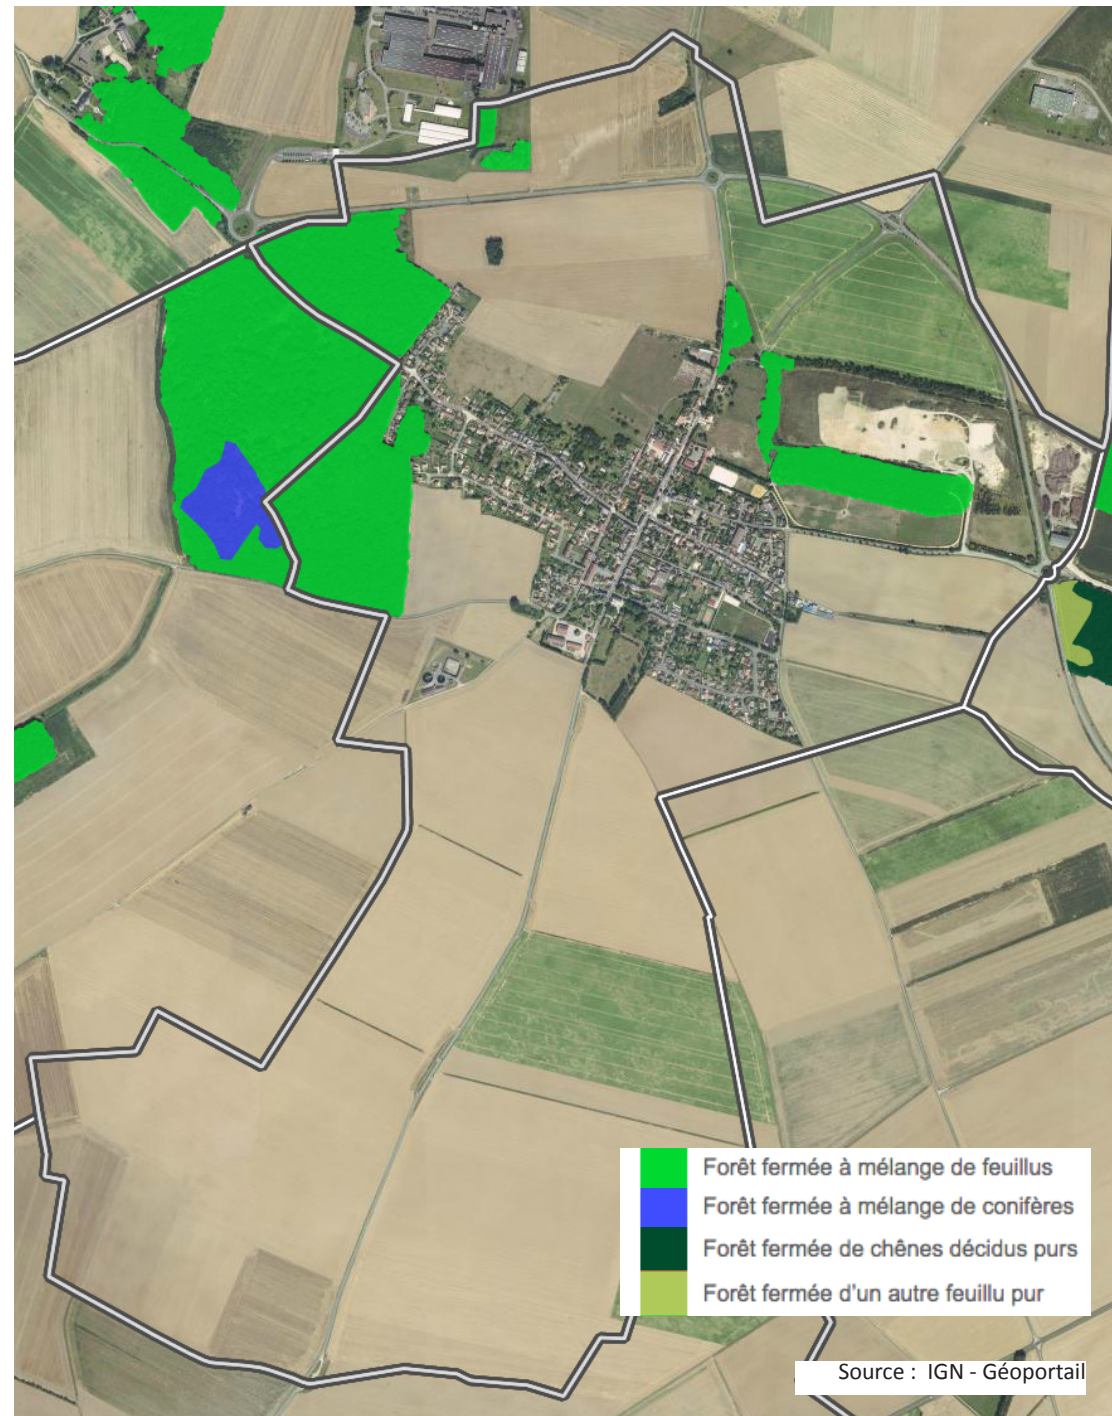 Forêt fermée à mélange de feuillus
Forêt fermée à mélange de conifères
Forêt fermée de chênes décidus purs
Forêt fermée d'un autre feuillu pur
Source : IGN - Géoportail